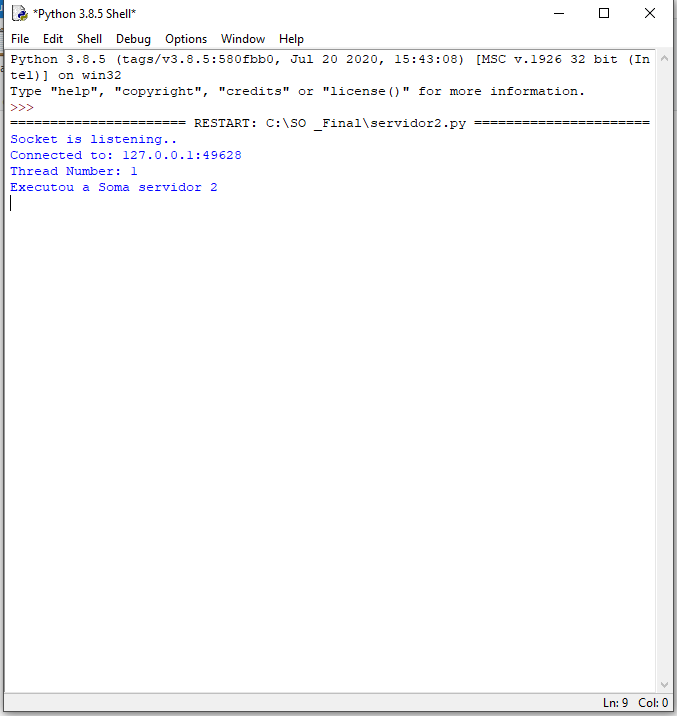 *Python 3.8.5 Shell*
File Edit Shell Debug Options Window Help
Python 3.8.5 (tags/v3.8.5:580fbb0, Jul 20 2020, 15:43:08) [MSC v.1926 32 bit (In
tel)] on win32
Type "help", "copyright", "credits" or "license()" for more information.
>>>
====================== RESTART: C:\SO _Final\servidor2.py ======================
Socket is listening..
Connected to: 127.0.0.1:49628
Thread Number: 1
Executou a Soma servidor 2
Ln: 9 Col: 0